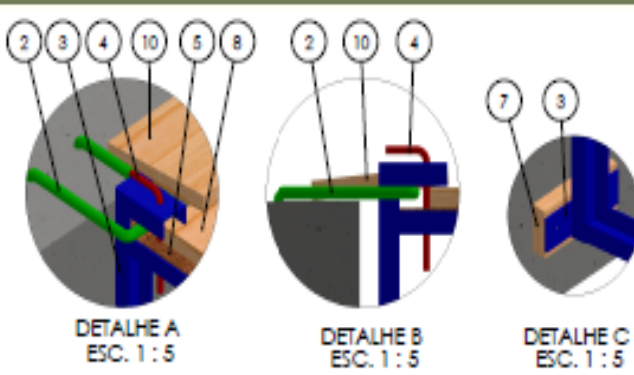 2 3 4 10 5 8
2 10 4
7 3
DETALHE A
ESC. 1 : 5
DETALHE B
ESC. 1 : 5
DETALHE C
ESC. 1 : 5